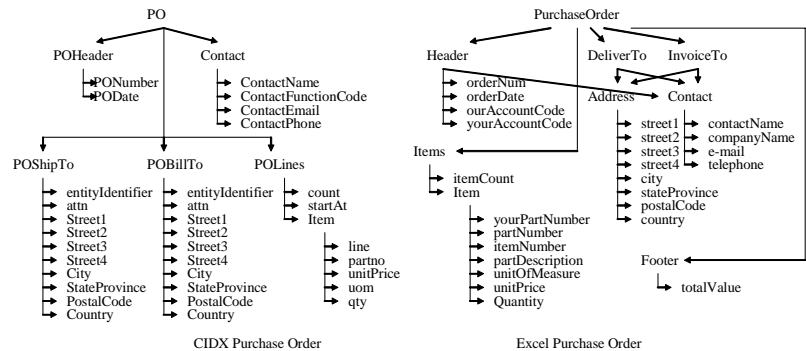 PO
POHeader
Contact
PONumber
PODate
ContactName
ContactFunctionCode
ContactEmail
ContactPhone
POShipTo
POBillTo
POLines
entityIdentifier
attn
Street1
Street2
Street3
Street4
City
StateProvince
PostalCode
Country
entityIdentifier
attn
Street1
Street2
Street3
Street4
City
StateProvince
PostalCode
Country
count
startAt
Item
line
partno
unitPrice
uom
qty
CIDX Purchase Order
PurchaseOrder
Header
DeliverTo
InvoiceTo
orderNum
orderDate
ourAccountCode
yourAccountCode
Address
Contact
street1
street2
street3
street4
city
stateProvince
postalCode
country
contactName
companyName
e-mail
telephone
Items
itemCount
Item
yourPartNumber
partNumber
itemNumber
partDescription
unitOfMeasure
unitPrice
Quantity
Footer
totalValue
Excel Purchase Order